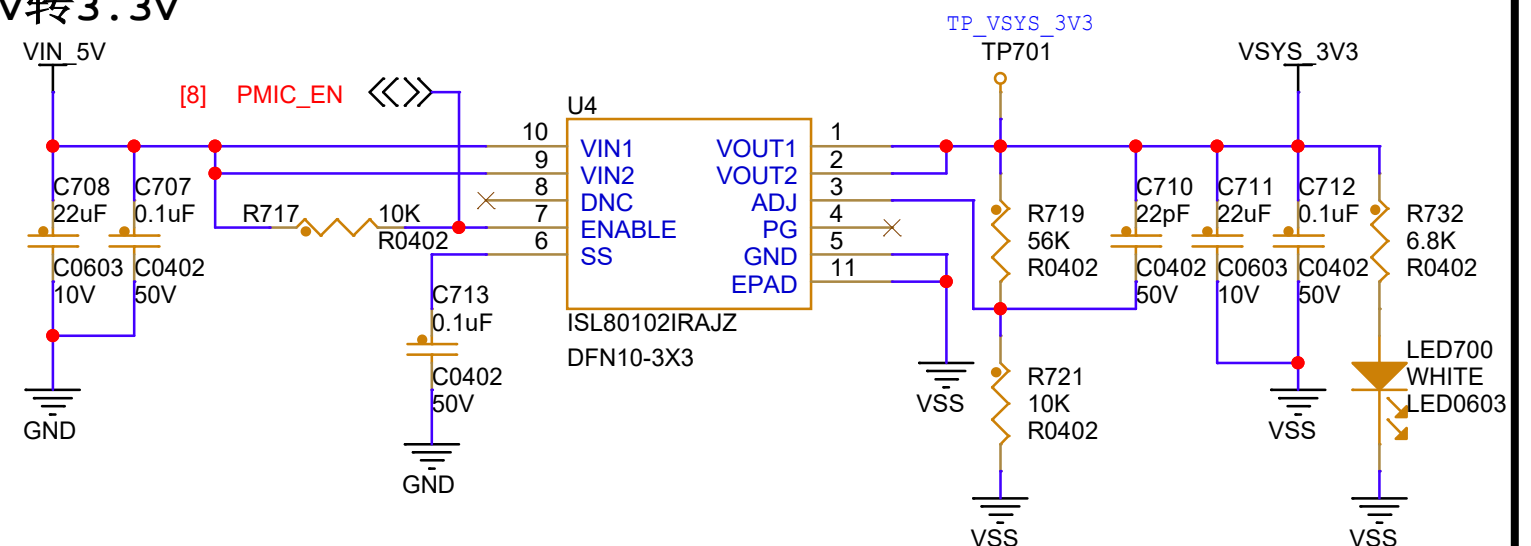 V转3.3V
TP_VSYS_3V3
VIN_5V
TP701
VSYS_3V3
[8] PMIC_EN
U4
10 VIN1 VOUT1 1
9 VIN2 VOUT2 2
8 DNC ADJ 3
7 ENABLE PG 4
6 SS GND 5
EPAD 11
C708
22uF
C0603
10V
C707
0.1uF
C0402
50V
R717 10K
R0402
C713
0.1uF
C0402
50V
ISL80102IRAJZ
DFN10-3X3
R719
56K
R0402
C710
22pF
C0402
50V
C711
22uF
C0603
10V
C712
0.1uF
C0402
50V
R732
6.8K
R0402
R721
10K
R0402
LED700
WHITE
LED0603
GND
GND
VSS
VSS
VSS
VSS